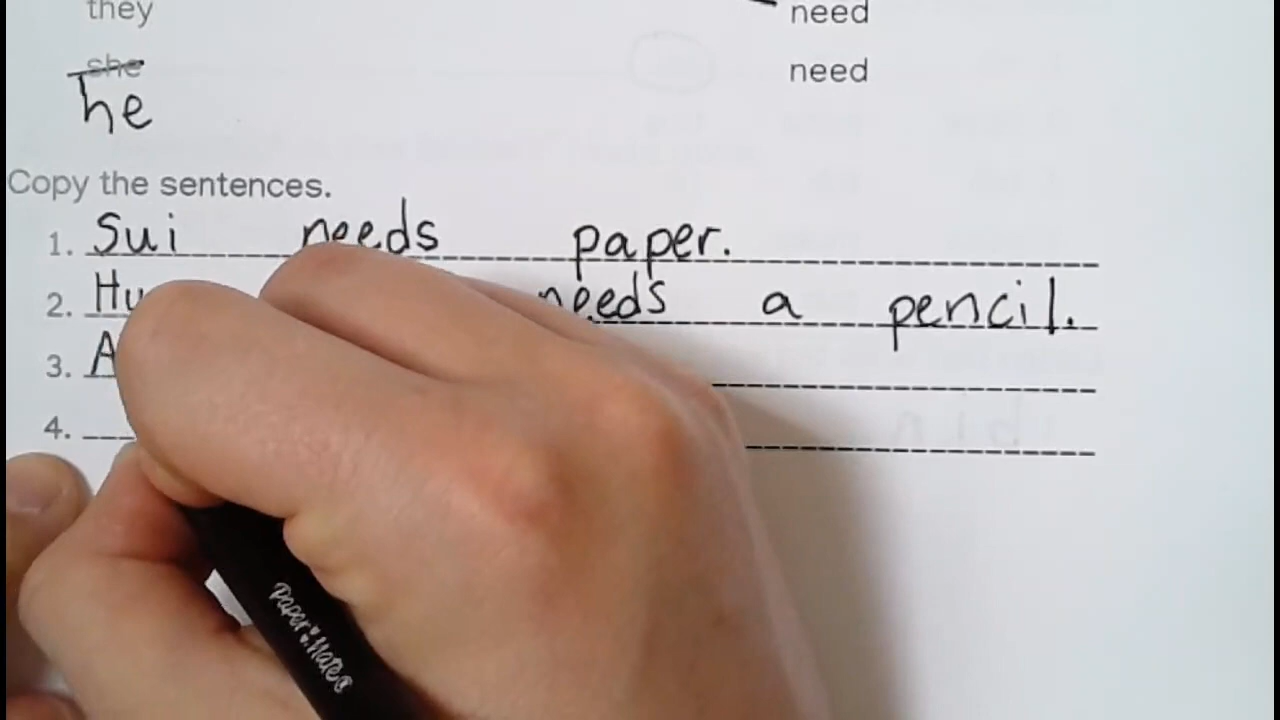 they need
she need
he
Copy the sentences.
1. Sui needs paper.
2. needs a pencil.
3.
4.
paper:mate